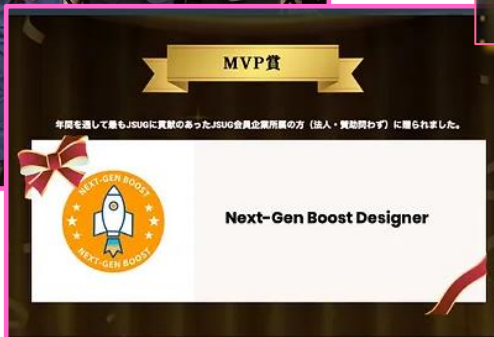 MVP賞
年間を通して最もJSUGに貢献のあったJSUG会員企業所属の方（法人・賛助問わず）に贈られました。
NEXT-GEN BOOST
Next-Gen Boost Designer
NEXT-GEN BOOST